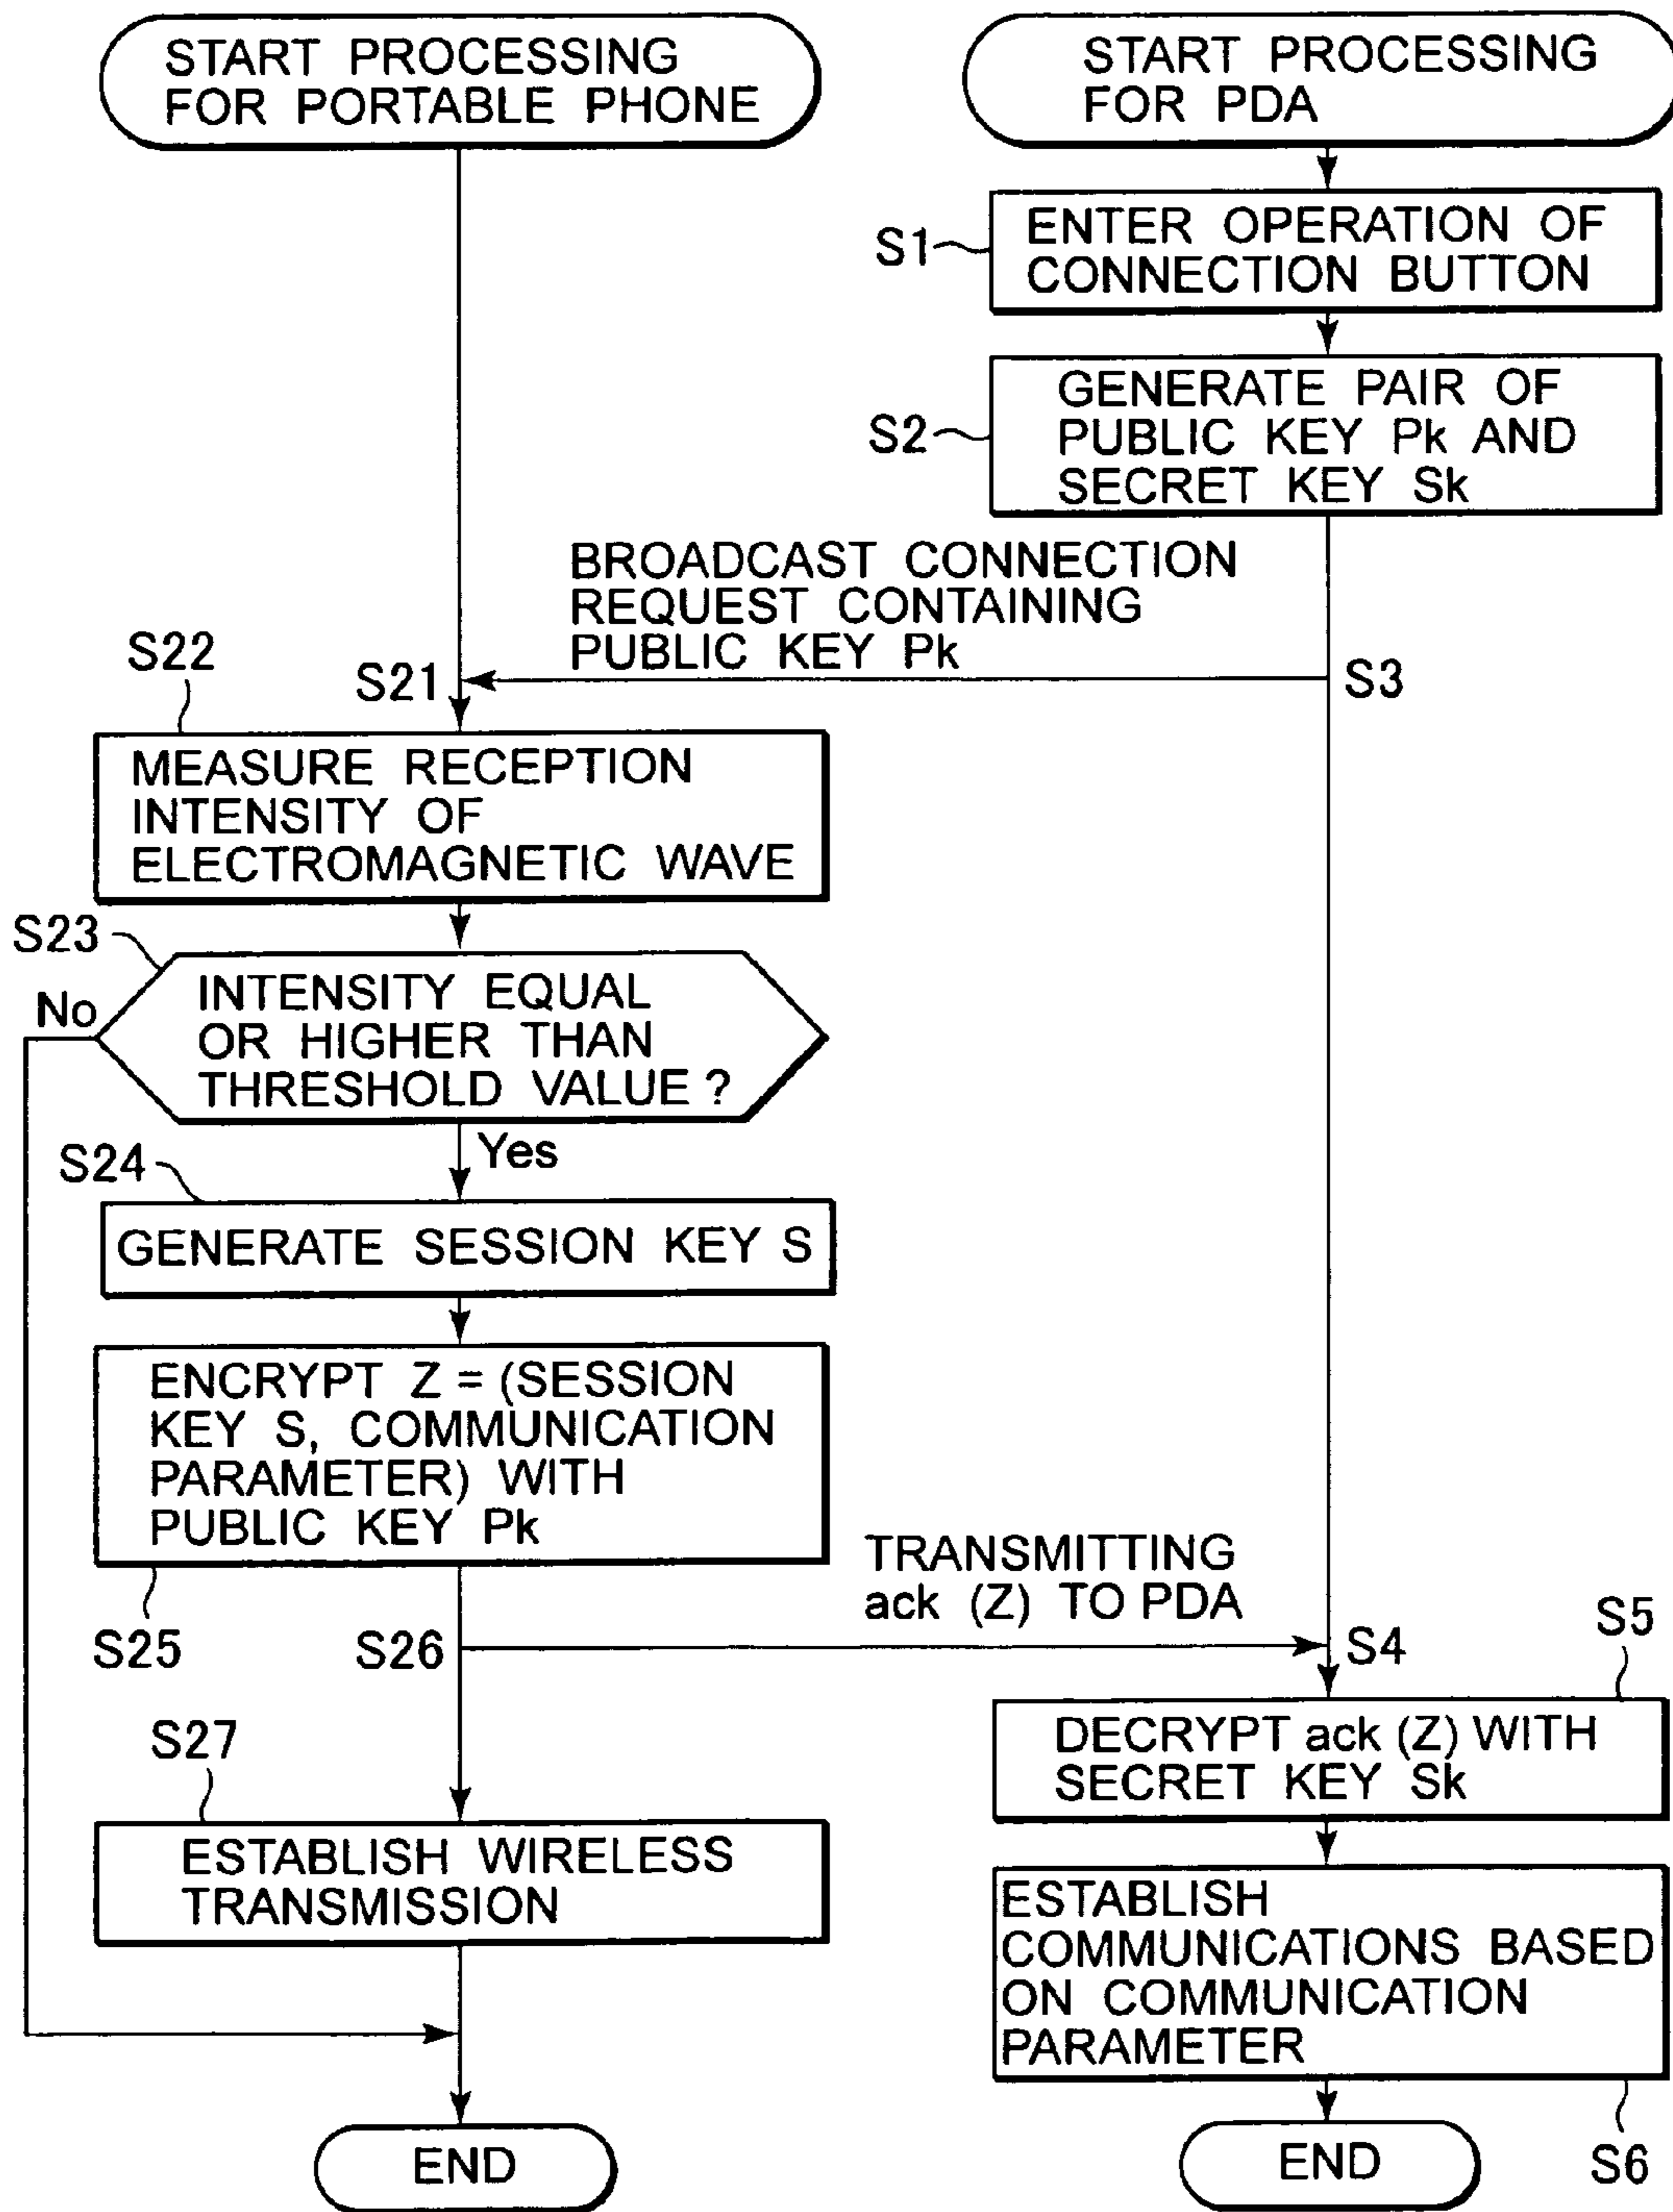 START PROCESSING
FOR PORTABLE PHONE
START PROCESSING
FOR PDA
S1
ENTER OPERATION OF
CONNECTION BUTTON
S2
GENERATE PAIR OF
PUBLIC KEY Pk AND
SECRET KEY Sk
BROADCAST CONNECTION
REQUEST CONTAINING
PUBLIC KEY Pk
S22
S21
S3
MEASURE RECEPTION
INTENSITY OF
ELECTROMAGNETIC WAVE
S23
No
INTENSITY EQUAL
OR HIGHER THAN
THRESHOLD VALUE ?
Yes
S24
GENERATE SESSION KEY S
ENCRYPT Z = (SESSION
KEY S, COMMUNICATION
PARAMETER) WITH
PUBLIC KEY Pk
S25
S26
TRANSMITTING
ack (Z) TO PDA
S4
S5
DECRYPT ack (Z) WITH
SECRET KEY Sk
S27
ESTABLISH WIRELESS
TRANSMISSION
ESTABLISH
COMMUNICATIONS BASED
ON COMMUNICATION
PARAMETER
S6
END
END